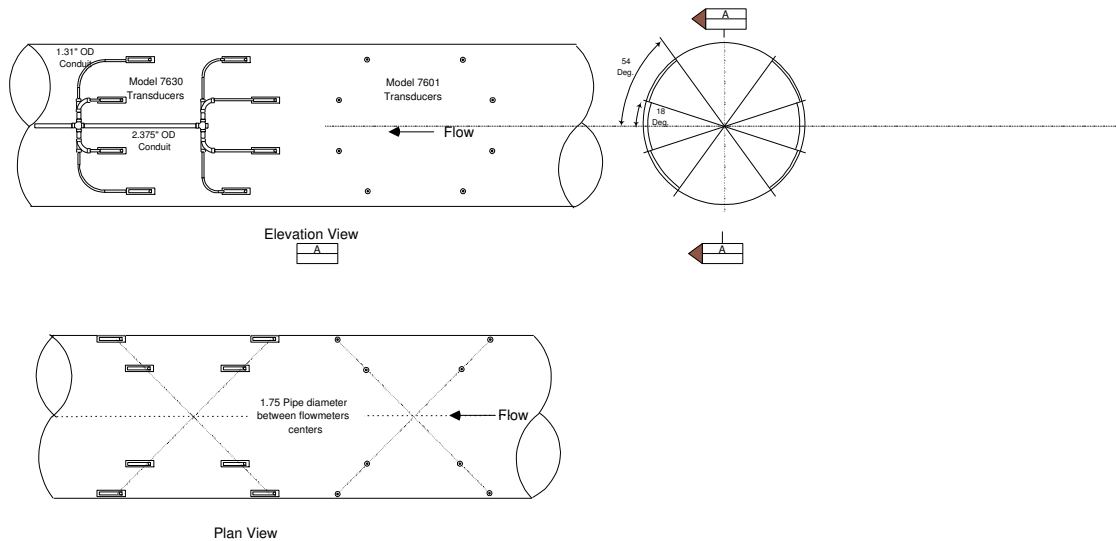 1.31" OD
Conduit
Model 7630
Transducers
2.375" OD
Conduit
Model 7601
Transducers
Flow
Elevation View
A
A
54
Deg.
18
Deg.
A
1.75 Pipe diameter
between flowmeters
centers
Flow
Plan View